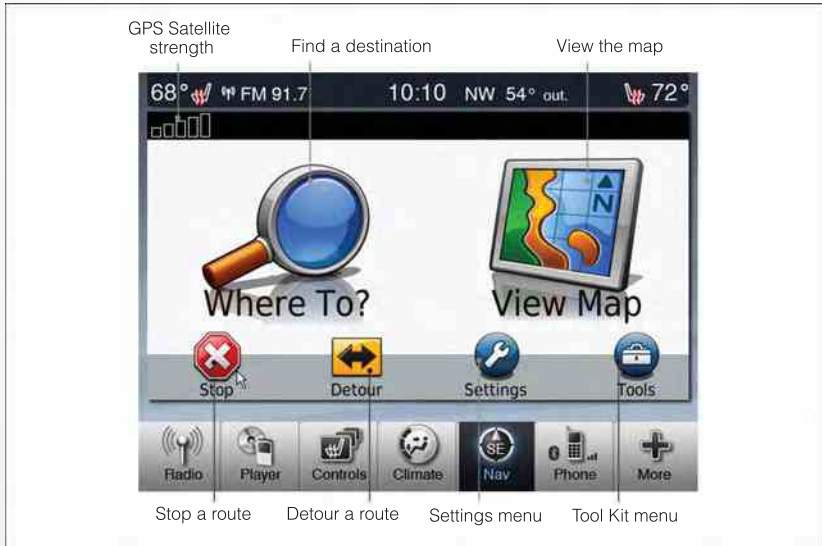 GPS Satellite
strength
Find a destination
View the map
68° FM 91.7 10:10 NW 54° out. 72°
N
Where To?
View Map
Stop
Detour
Settings
Tools
SE
Radio
Player
Controls
Climate
Nav
Phone
More
Stop a route
Detour a route
Settings menu
Tool Kit menu